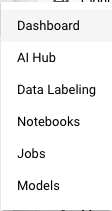 Dashboard
AI Hub
Data Labeling
Notebooks
Jobs
Models